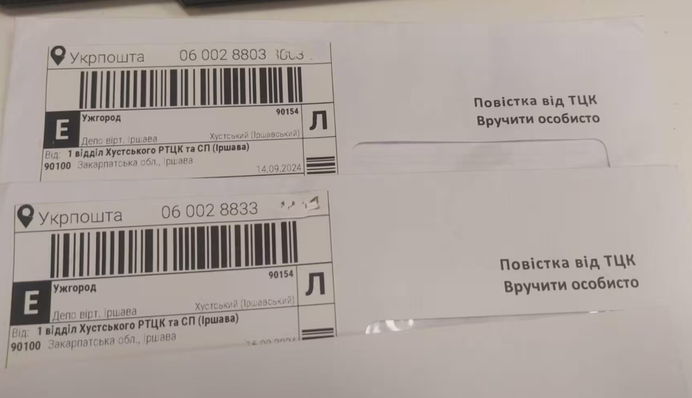 Укрпошта 06 002 8803
Ужгород 90154
Е Л
Депо вірт. Іршава Хустський (Іршавський)
Від: 1 відділ Хустського РТЦК та СП (Іршава)
90100 Закарпатська обл., Іршава
14.09.2024
Повістка від ТЦК
Вручити особисто
Укрпошта 06 002 8833
Ужгород 90154
Е Л
Депо вірт. Іршава Хустський (Іршавський)
Від: 1 відділ Хустського РТЦК та СП (Іршава)
90100 Закарпатська обл., Іршава
Повістка від ТЦК
Вручити особисто